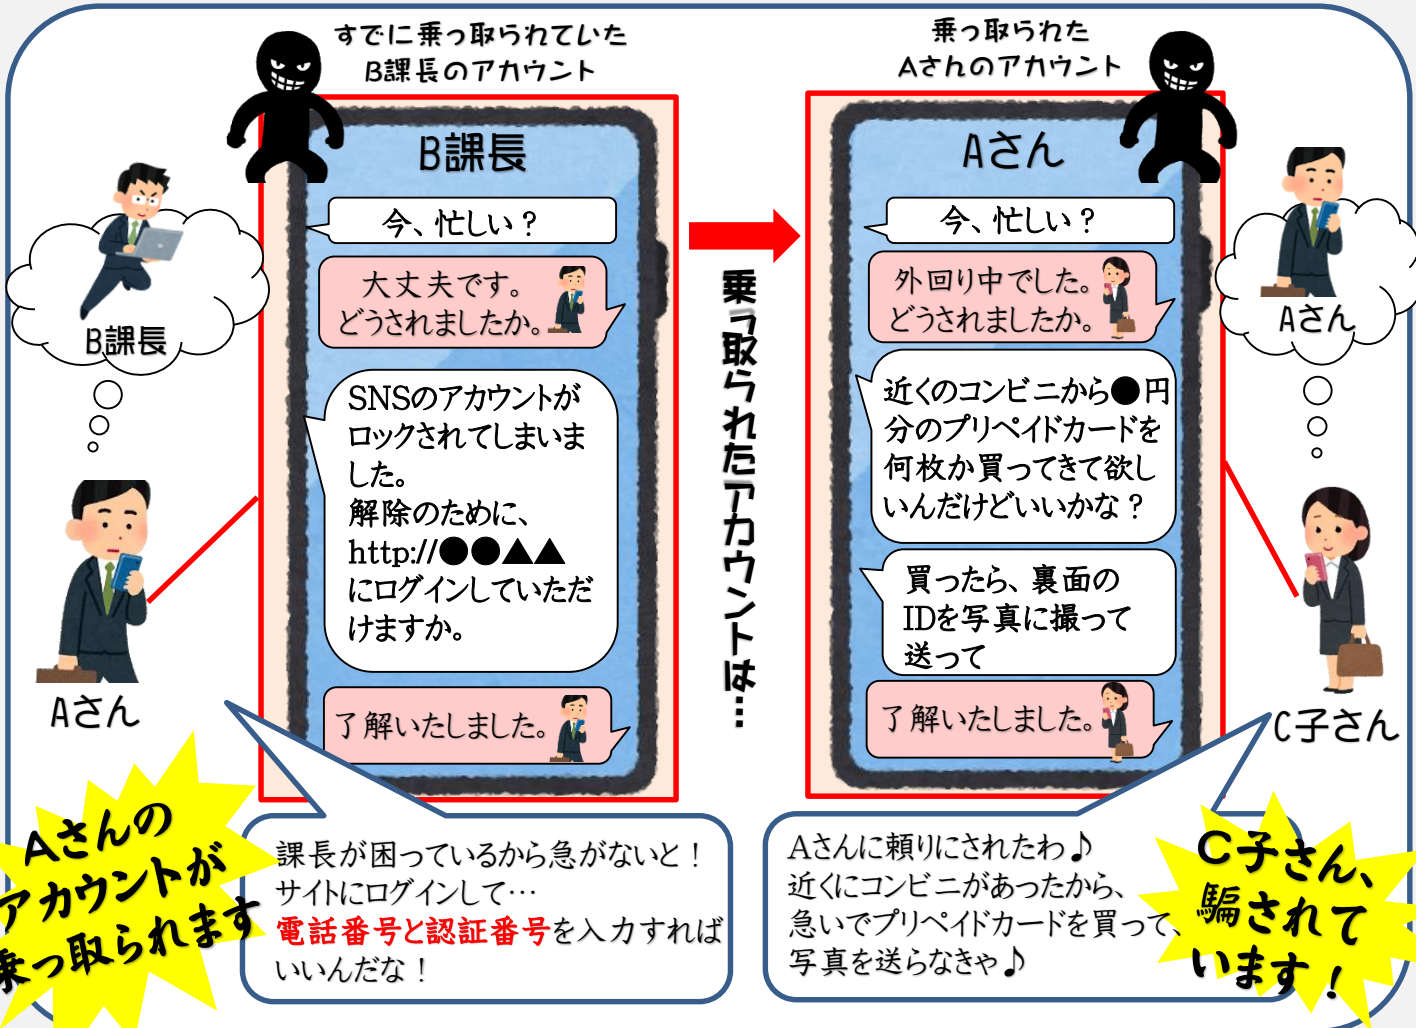 すでに乗っ取られていた
B課長のアカウント
B課長
今、忙しい？
大丈夫です。
どうされましたか。
SNSのアカウントが
ロックされてしまいま
した。
解除のために、
http://●●▲▲
にログインしていただ
けますか。
了解いたしました。
B課長
Aさん
課長が困っているから急がないと！
サイトにログインして…
電話番号と認証番号を入力すれば
いいんだな！
Aさんの
アカウントが
乗っ取られます
乗っ取られたアカウントは…
乗っ取られた
Aさんのアカウント
Aさん
今、忙しい？
外回り中でした。
どうされましたか。
近くのコンビニから●円
分のプリペイドカードを
何枚か買ってきて欲し
いんだけどいいかな？
買ったら、裏面の
IDを写真に撮って
送って
了解いたしました。
Aさん
C子さん
Aさんに頼りにされたわ♪
近くにコンビニがあったから、
急いでプリペイドカードを買って、
写真を送らなきゃ♪
C子さん、
騙されて
います！